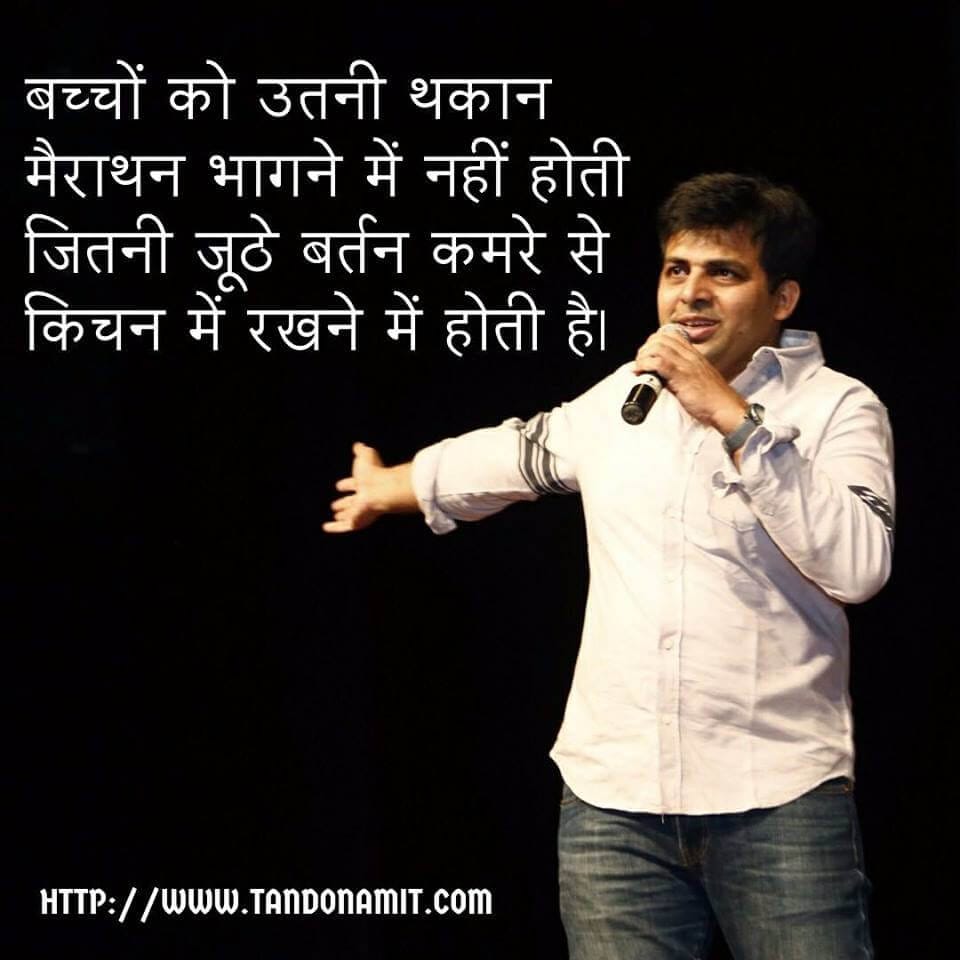 बच्चों को उतनी थकान
मैराथन भागने में नहीं होती
जितनी जूठे बर्तन कमरे से
किचन में रखने में होती है।
HTTP://WWW.TANDONAMIT.COM